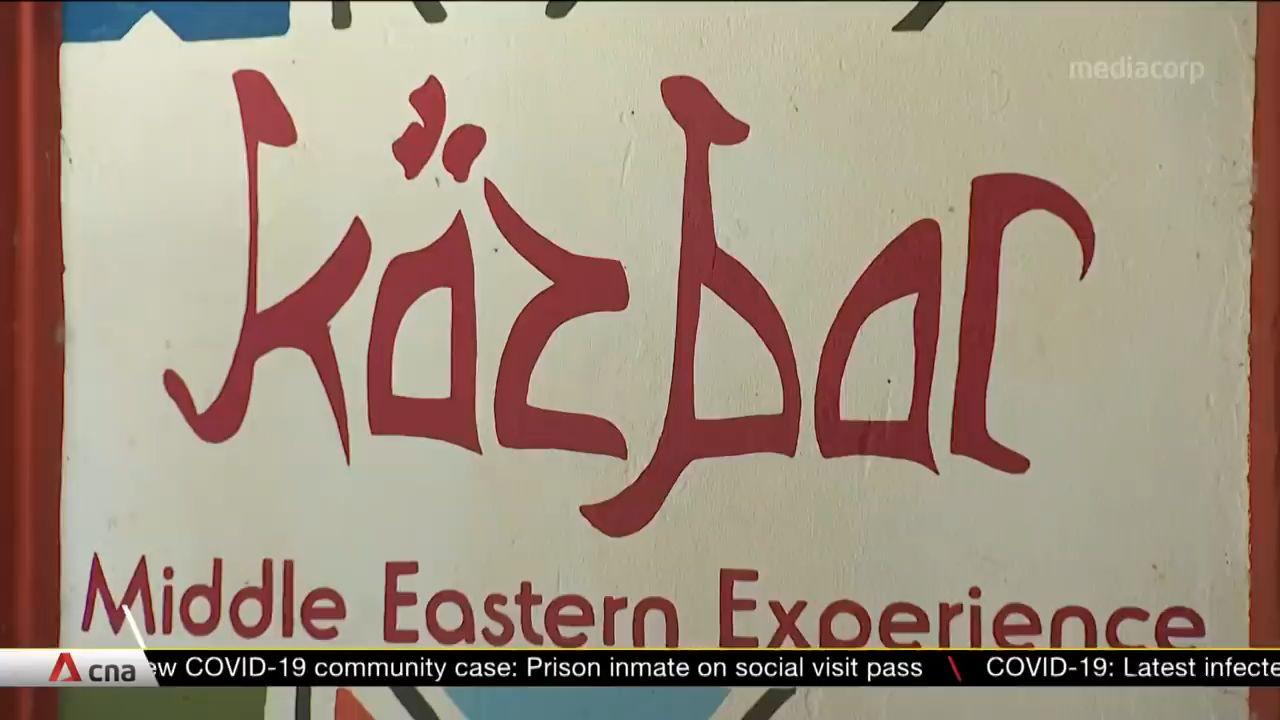 mediacorp
kazbar
Middle Eastern Experience
cna ew COVID-19 community case: Prison inmate on social visit pass \ COVID-19: Latest infecte